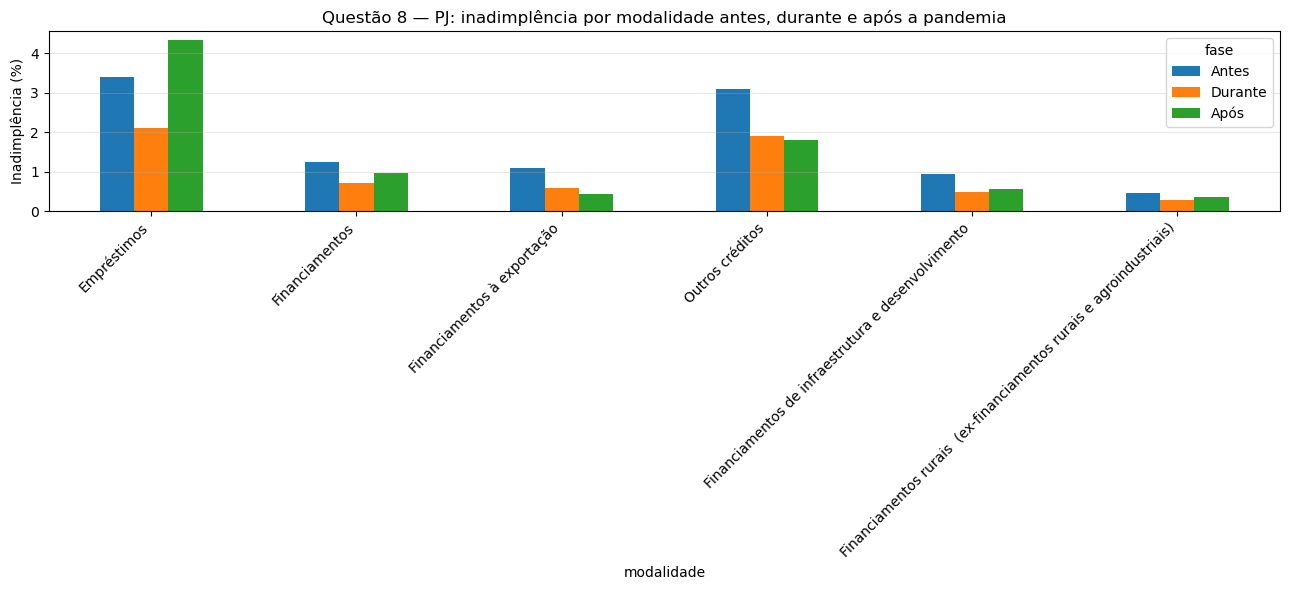 Questão 8 — PJ: inadimplência por modalidade antes, durante e após a pandemia
Inadimplência (%)
4
3
2
1
0
fase
Antes
Durante
Após
Empréstimos
Financiamentos
Financiamentos à exportação
Outros créditos
Financiamentos de infraestrutura e desenvolvimento
Financiamentos rurais  (ex-financiamentos rurais e agroindustriais)
modalidade